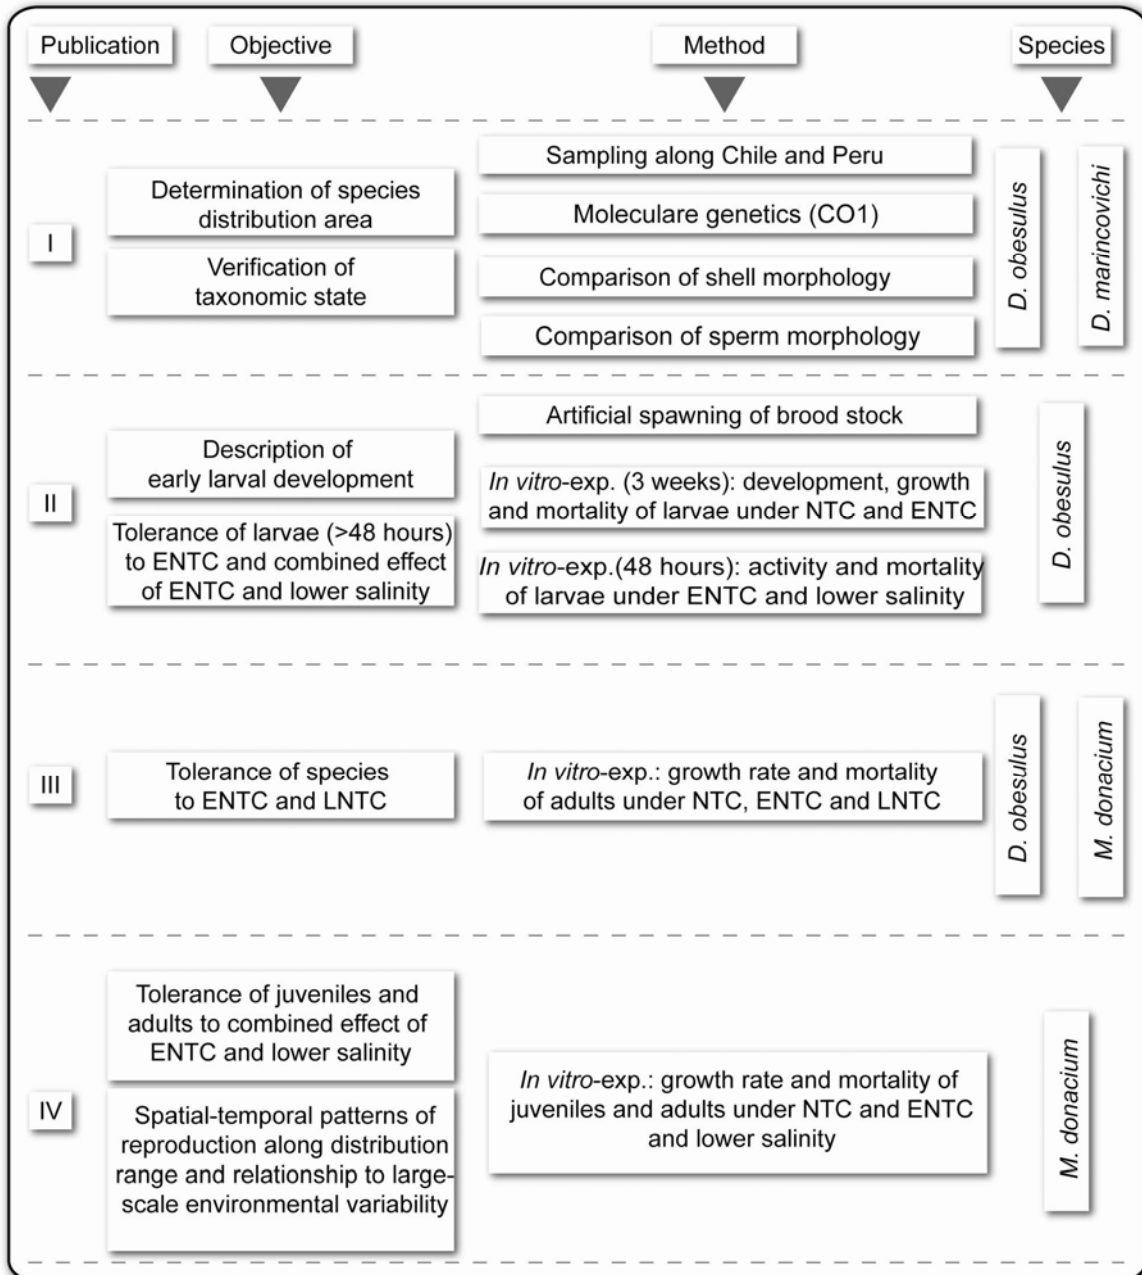 Publication
Objective
Method
Species
I
Determination of species
distribution area
Verification of
taxonomic state
Sampling along Chile and Peru
Moleculare genetics (CO1)
Comparison of shell morphology
Comparison of sperm morphology
D. obesulus
D. marincovichi
II
Description of
early larval development
Tolerance of larvae (>48 hours)
to ENTC and combined effect
of ENTC and lower salinity
Artificial spawning of brood stock
In vitro-exp. (3 weeks): development, growth
and mortality of larvae under NTC and ENTC
In vitro-exp.(48 hours): activity and mortality
of larvae under ENTC and lower salinity
D. obesulus
III
Tolerance of species
to ENTC and LNTC
In vitro-exp.: growth rate and mortality
of adults under NTC, ENTC and LNTC
D. obesulus
M. donacium
IV
Tolerance of juveniles and
adults to combined effect of
ENTC and lower salinity
Spatial-temporal patterns of
reproduction along distribution
range and relationship to large-
scale environmental variability
In vitro-exp.: growth rate and mortality of
juveniles and adults under NTC and ENTC
and lower salinity
M. donacium